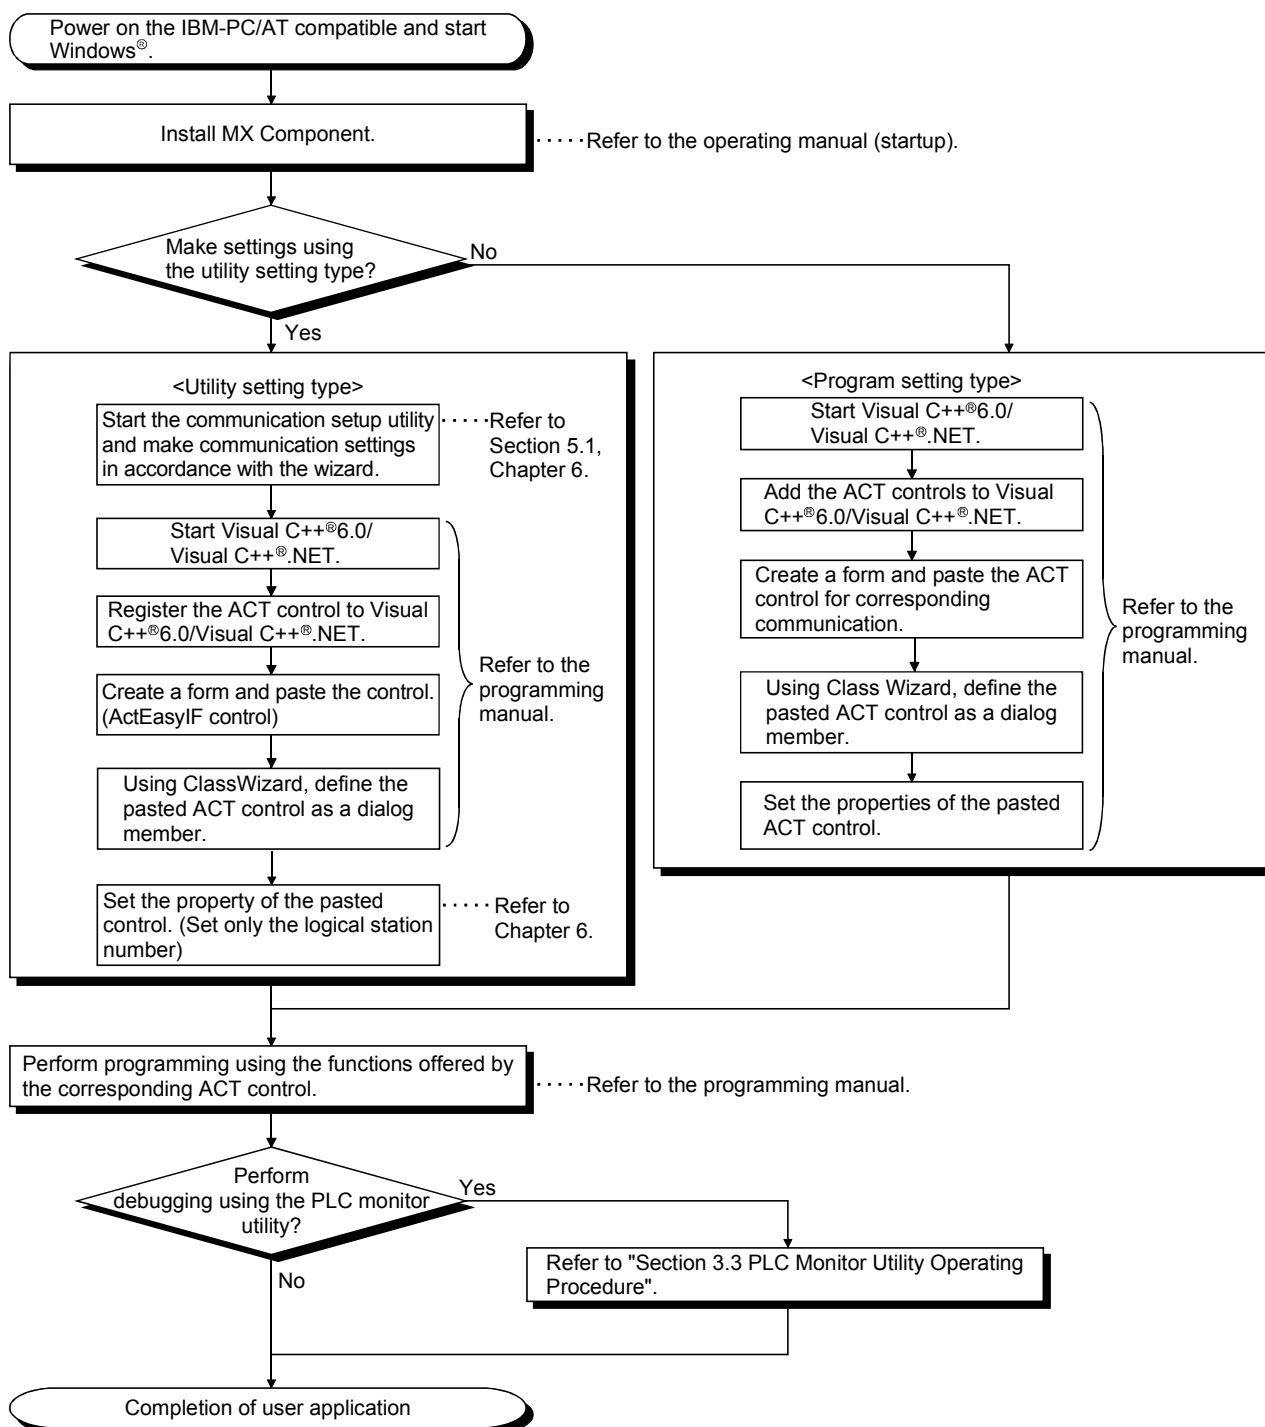 Power on the IBM-PC/AT compatible and start
Windows®.
Install MX Component.
·····Refer to the operating manual (startup).
Make settings using
the utility setting type?
No
Yes
<Utility setting type>
Start the communication setup utility
and make communication settings
in accordance with the wizard.
·····Refer to
Section 5.1,
Chapter 6.
Start Visual C++®6.0/
Visual C++®.NET.
Register the ACT control to Visual
C++®6.0/Visual C++®.NET.
Create a form and paste the control.
(ActEasyIF control)
Using ClassWizard, define the
pasted ACT control as a dialog
member.
Refer to the
programming
manual.
Set the property of the pasted
control. (Set only the logical station
number)
·····Refer to
Chapter 6.
<Program setting type>
Start Visual C++®6.0/
Visual C++®.NET.
Add the ACT controls to Visual
C++®6.0/Visual C++®.NET.
Create a form and paste the ACT
control for corresponding
communication.
Using Class Wizard, define the
pasted ACT control as a dialog
member.
Set the properties of the pasted
ACT control.
Refer to the
programming
manual.
Perform programming using the functions offered by
the corresponding ACT control.
·····Refer to the programming manual.
Perform
debugging using the PLC monitor
utility?
Yes
No
Refer to "Section 3.3 PLC Monitor Utility Operating
Procedure".
Completion of user application